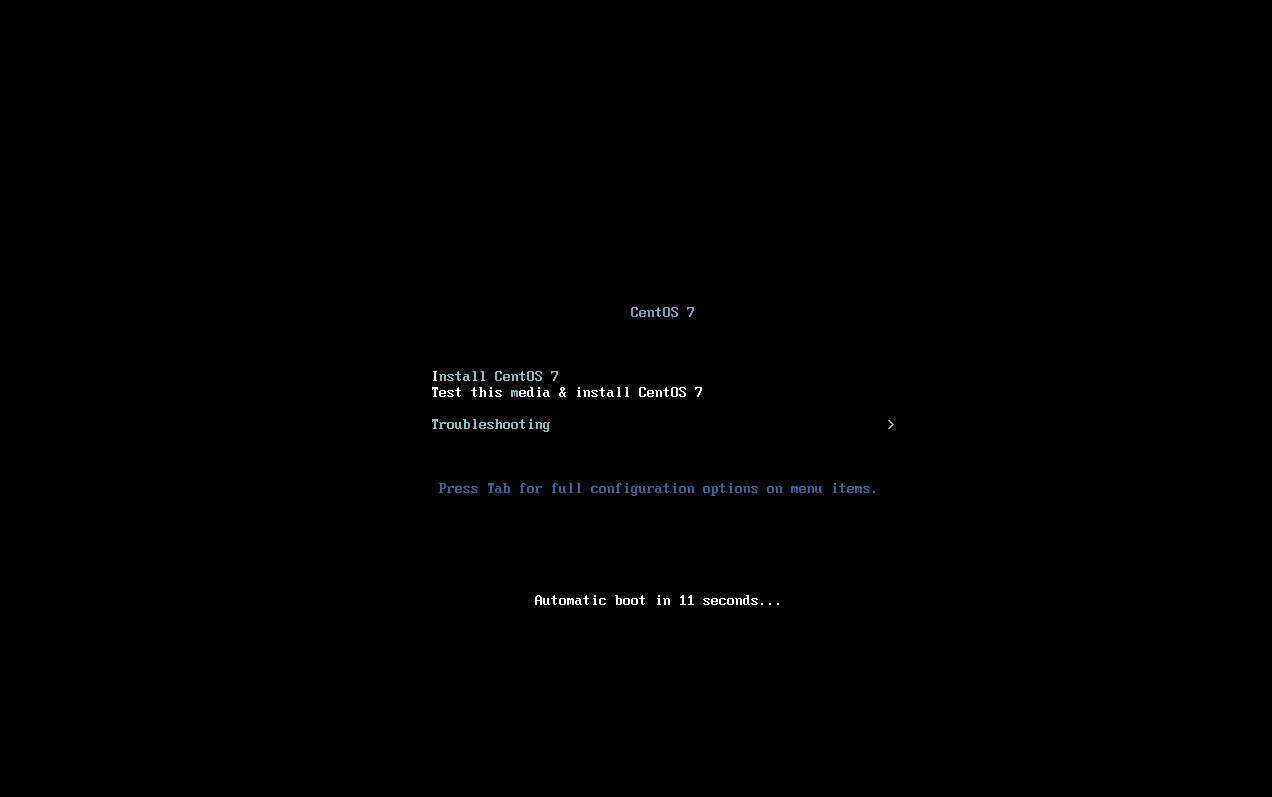 CentOS 7
Install CentOS 7
Test this media & install CentOS 7
Troubleshooting >
Press Tab for full configuration options on menu items.
Automatic boot in 11 seconds...